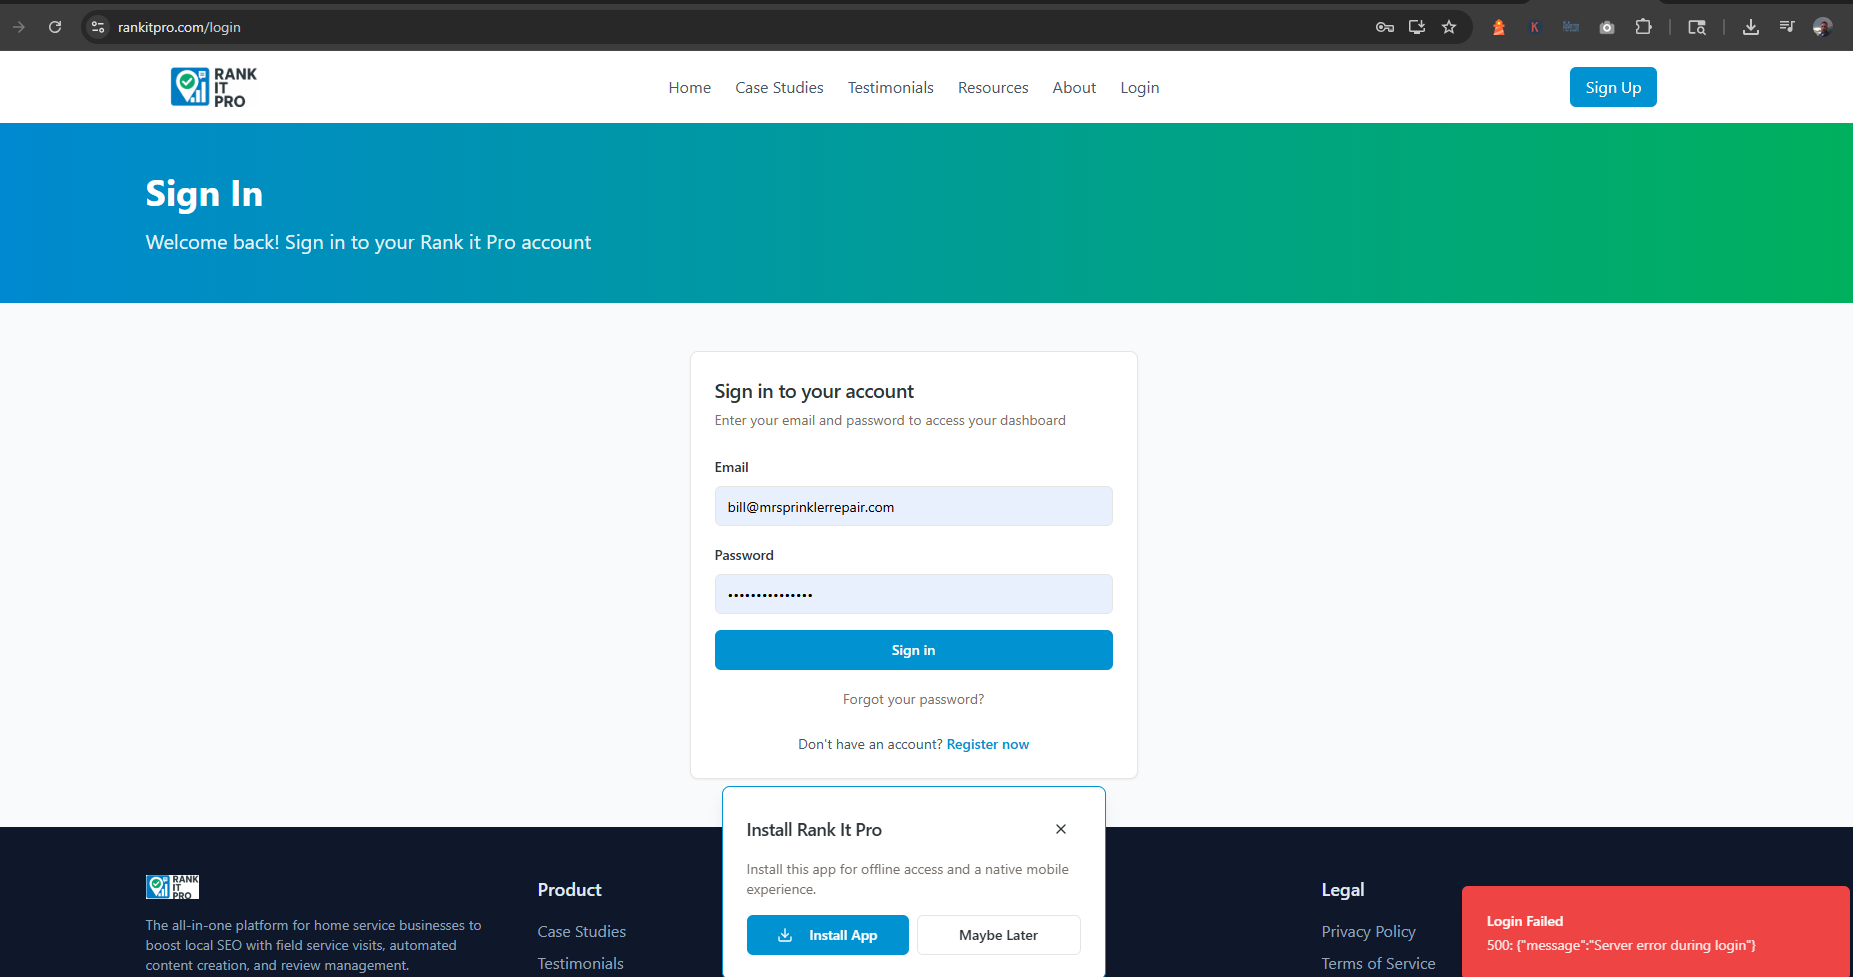 rankitpro.com/login
K
RANK
IT
PRO
Home
Case Studies
Testimonials
Resources
About
Login
Sign Up
Sign In
Welcome back! Sign in to your Rank it Pro account
Sign in to your account
Enter your email and password to access your dashboard
Email
bill@mrsprinklerrepair.com
Password
Sign in
Forgot your password?
Don't have an account? Register now
Install Rank It Pro
Install this app for offline access and a native mobile
experience.
Install App
Maybe Later
RANK
IT
PRO
The all-in-one platform for home service businesses to
boost local SEO with field service visits, automated
content creation, and review management.
Product
Case Studies
Testimonials
Legal
Privacy Policy
Terms of Service
Login Failed
500: {"message":"Server error during login"}